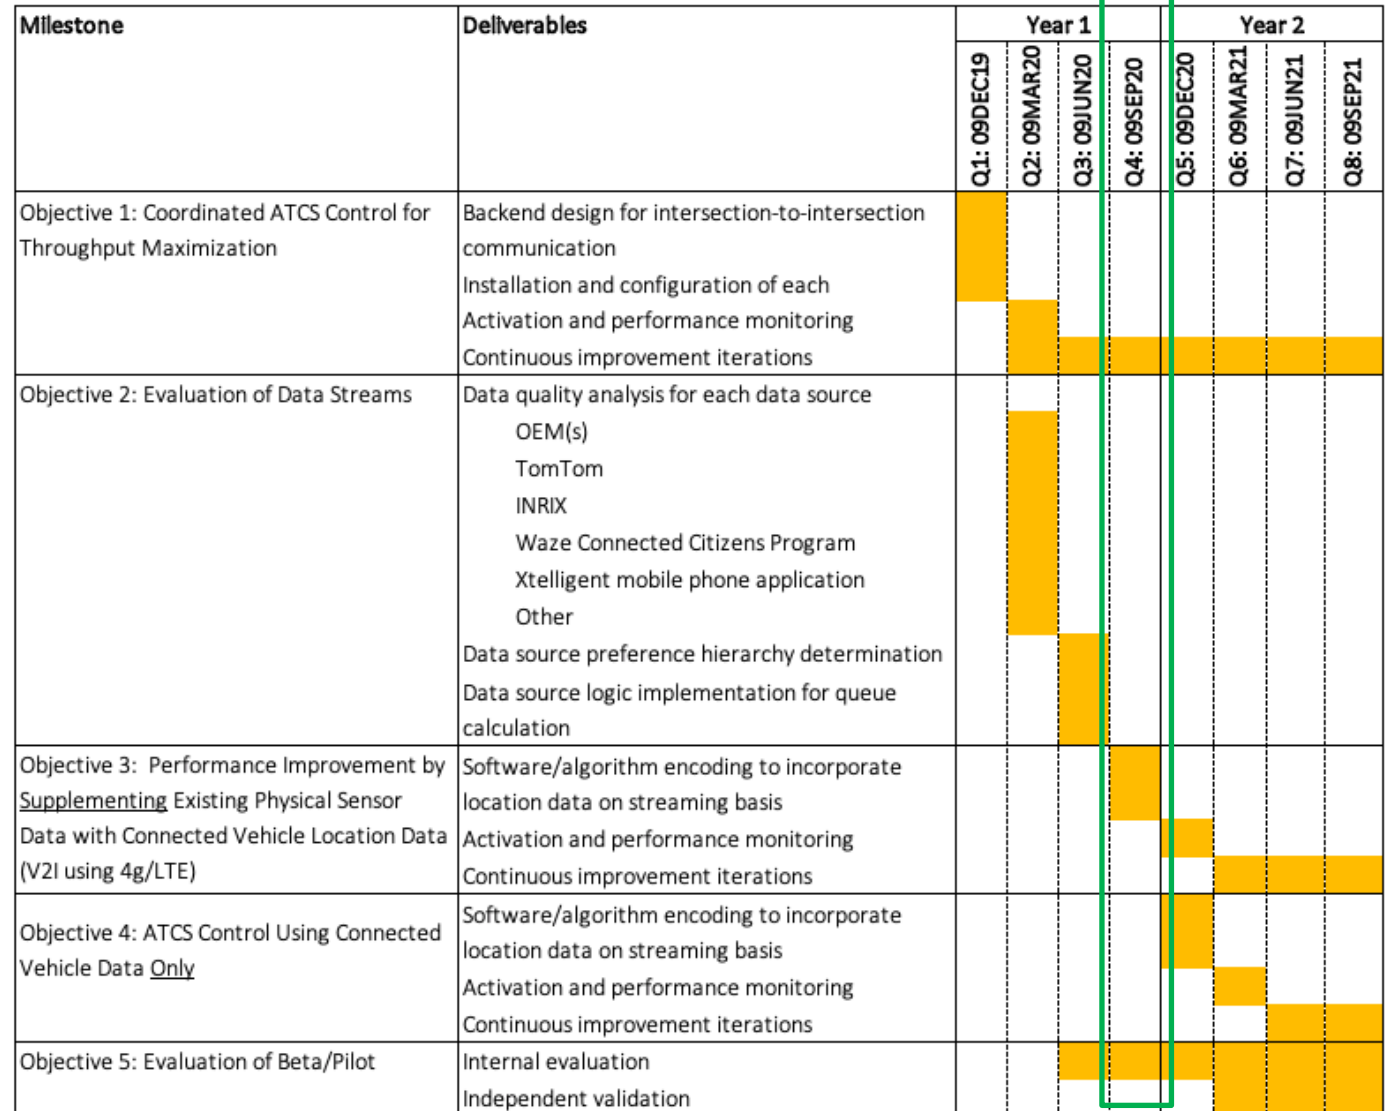 Milestone
Deliverables
Year 1
Year 2
Q1: 09DEC19
Q2: 09MAR20
Q3: 09JUN20
Q4: 09SEP20
Q5: 09DEC20
Q6: 09MAR21
Q7: 09JUN21
Q8: 09SEP21
Objective 1: Coordinated ATCS Control for
Throughput Maximization
Backend design for intersection-to-intersection
communication
Installation and configuration of each
Activation and performance monitoring
Continuous improvement iterations
Objective 2: Evaluation of Data Streams
Data quality analysis for each data source
OEM(s)
TomTom
INRIX
Waze Connected Citizens Program
Xtelligent mobile phone application
Other
Data source preference hierarchy determination
Data source logic implementation for queue
calculation
Objective 3:  Performance Improvement by
Supplementing Existing Physical Sensor
Data with Connected Vehicle Location Data
(V2I using 4g/LTE)
Software/algorithm encoding to incorporate
location data on streaming basis
Activation and performance monitoring
Continuous improvement iterations
Objective 4: ATCS Control Using Connected
Vehicle Data Only
Software/algorithm encoding to incorporate
location data on streaming basis
Activation and performance monitoring
Continuous improvement iterations
Objective 5: Evaluation of Beta/Pilot
Internal evaluation
Independent validation